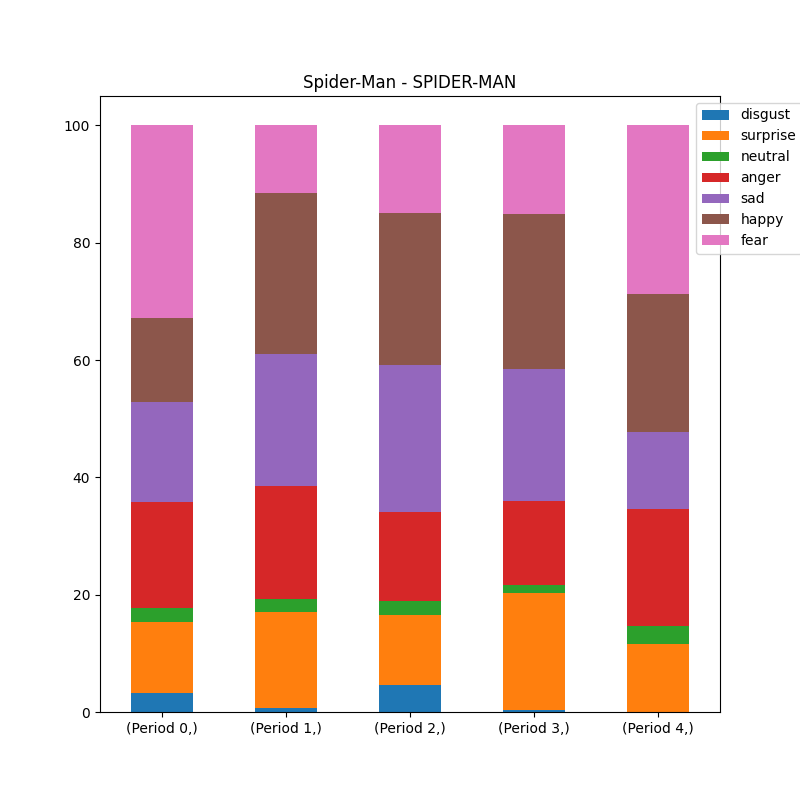 Spider-Man - SPIDER-MAN
disgust
surprise
neutral
anger
sad
happy
fear
100
80
60
40
20
0
(Period 0,) (Period 1,) (Period 2,) (Period 3,) (Period 4,)